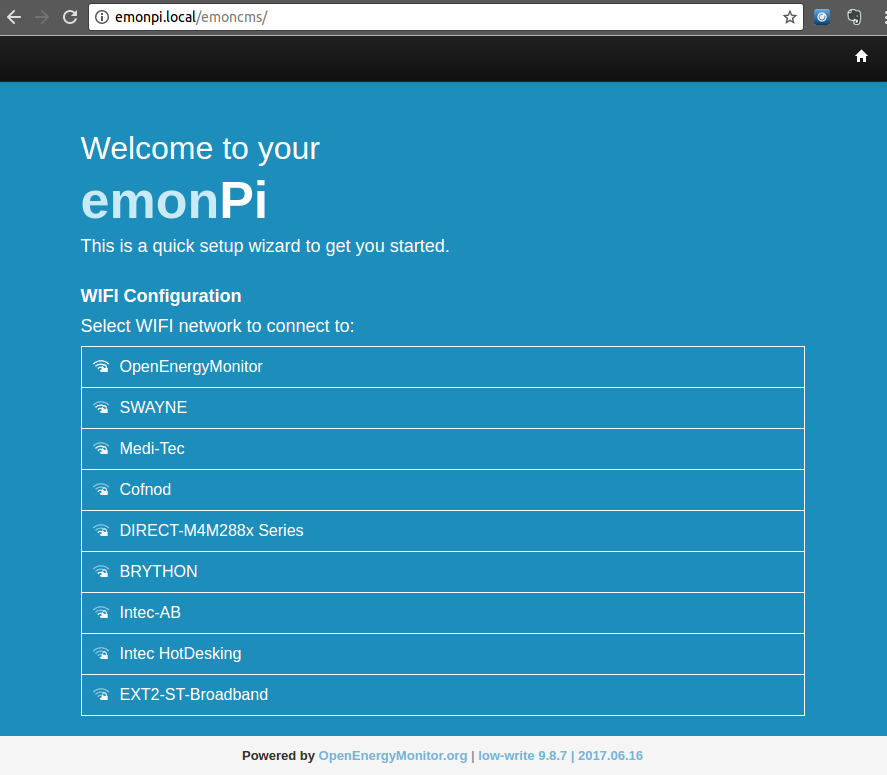 emonpi.local/emoncms/
Welcome to your
emonPi
This is a quick setup wizard to get you started.
WIFI Configuration
Select WIFI network to connect to:
OpenEnergyMonitor
SWAYNE
Medi-Tec
Cofnod
DIRECT-M4M288x Series
BRYTHON
Intec-AB
Intec HotDesking
EXT2-ST-Broadband
Powered by OpenEnergyMonitor.org | low-write 9.8.7 | 2017.06.16